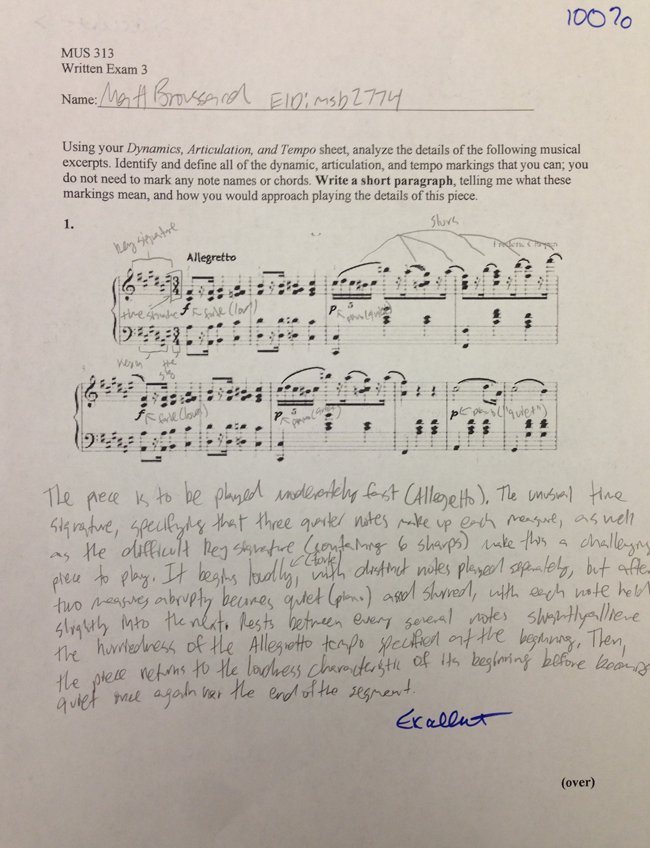 100%
MUS 313
Written Exam 3
Name: Matt Broussard EID: msb2774
Using your Dynamics, Articulation, and Tempo sheet, analyze the details of the following musical
excerpts. Identify and define all of the dynamic, articulation, and tempo markings that you can; you
do not need to mark any note names or chords. Write a short paragraph, telling me what these
markings mean, and how you would approach playing the details of this piece.
1.
slurs
key signature
Allegretto
3
4
time signature
f ← forte (loud)
p ← piano (quiet)
5
3
4
f ← forte (loud)
p ← piano (quiet)
5
p ← piano ("quiet")
The piece is to be played moderately fast (Allegretto). The unusual time
signature, specifying that three quarter notes make up each measure, as well
as the difficult key signature (containing 6 sharps) make this a challenging
piece to play. It begins loudly, (forte) with distinct notes played separately, but after
two measures abruptly becomes quiet (piano) and slurred, with each note held
slightly into the next. Rests between every several notes slightly
the hurriedness of the Allegretto tempo specified at the beginning. Then,
the piece returns to the loudness characteristic of its beginning before becoming
quiet once again near the end of the segment.
Excellent
(over)